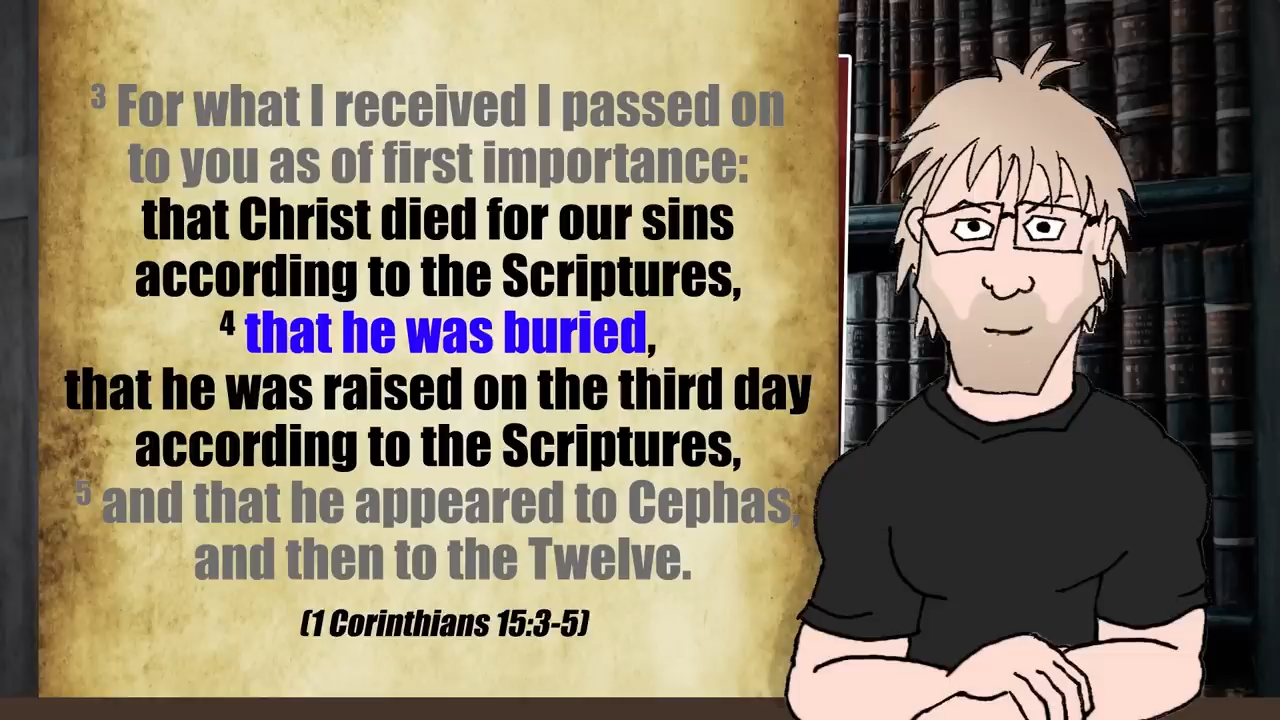 3 For what I received I passed on
to you as of first importance:
that Christ died for our sins
according to the Scriptures,
4 that he was buried,
that he was raised on the third day
according to the Scriptures,
5 and that he appeared to Cephas,
and then to the Twelve.
(1 Corinthians 15:3-5)